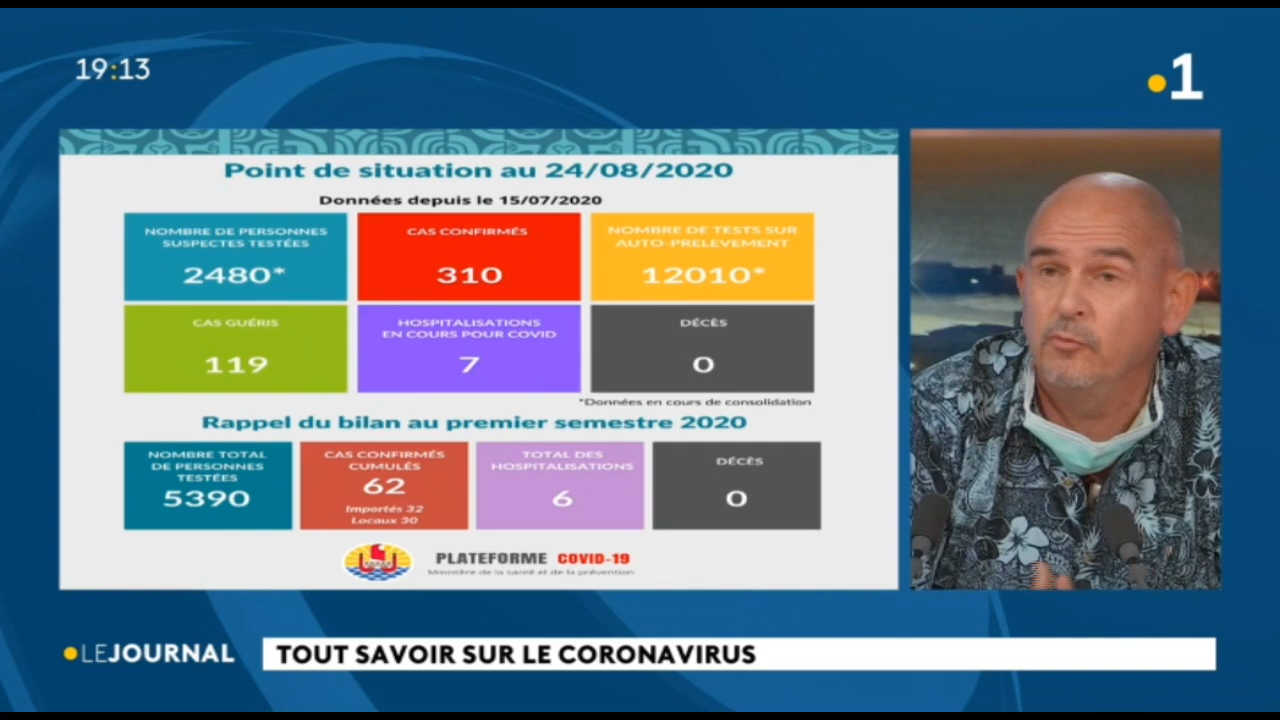 19:13
1
Point de situation au 24/08/2020
Données depuis le 15/07/2020
NOMBRE DE PERSONNES
SUSPECTES TESTÉES
2480*
CAS CONFIRMÉS
310
NOMBRE DE TESTS SUR
AUTO-PRELEVEMENT
12010*
CAS GUÉRIS
119
HOSPITALISATIONS
EN COURS POUR COVID
7
DÉCÈS
0
*Données en cours de consolidation
Rappel du bilan au premier semestre 2020
NOMBRE TOTAL
DE PERSONNES
TESTÉES
5390
CAS CONFIRMÉS
CUMULÉS
62
Importés 32
Locaux 30
TOTAL DES
HOSPITALISATIONS
6
DÉCÈS
0
PLATEFORME COVID-19
Ministère de la santé et de la prévention
LEJOURNAL
TOUT SAVOIR SUR LE CORONAVIRUS